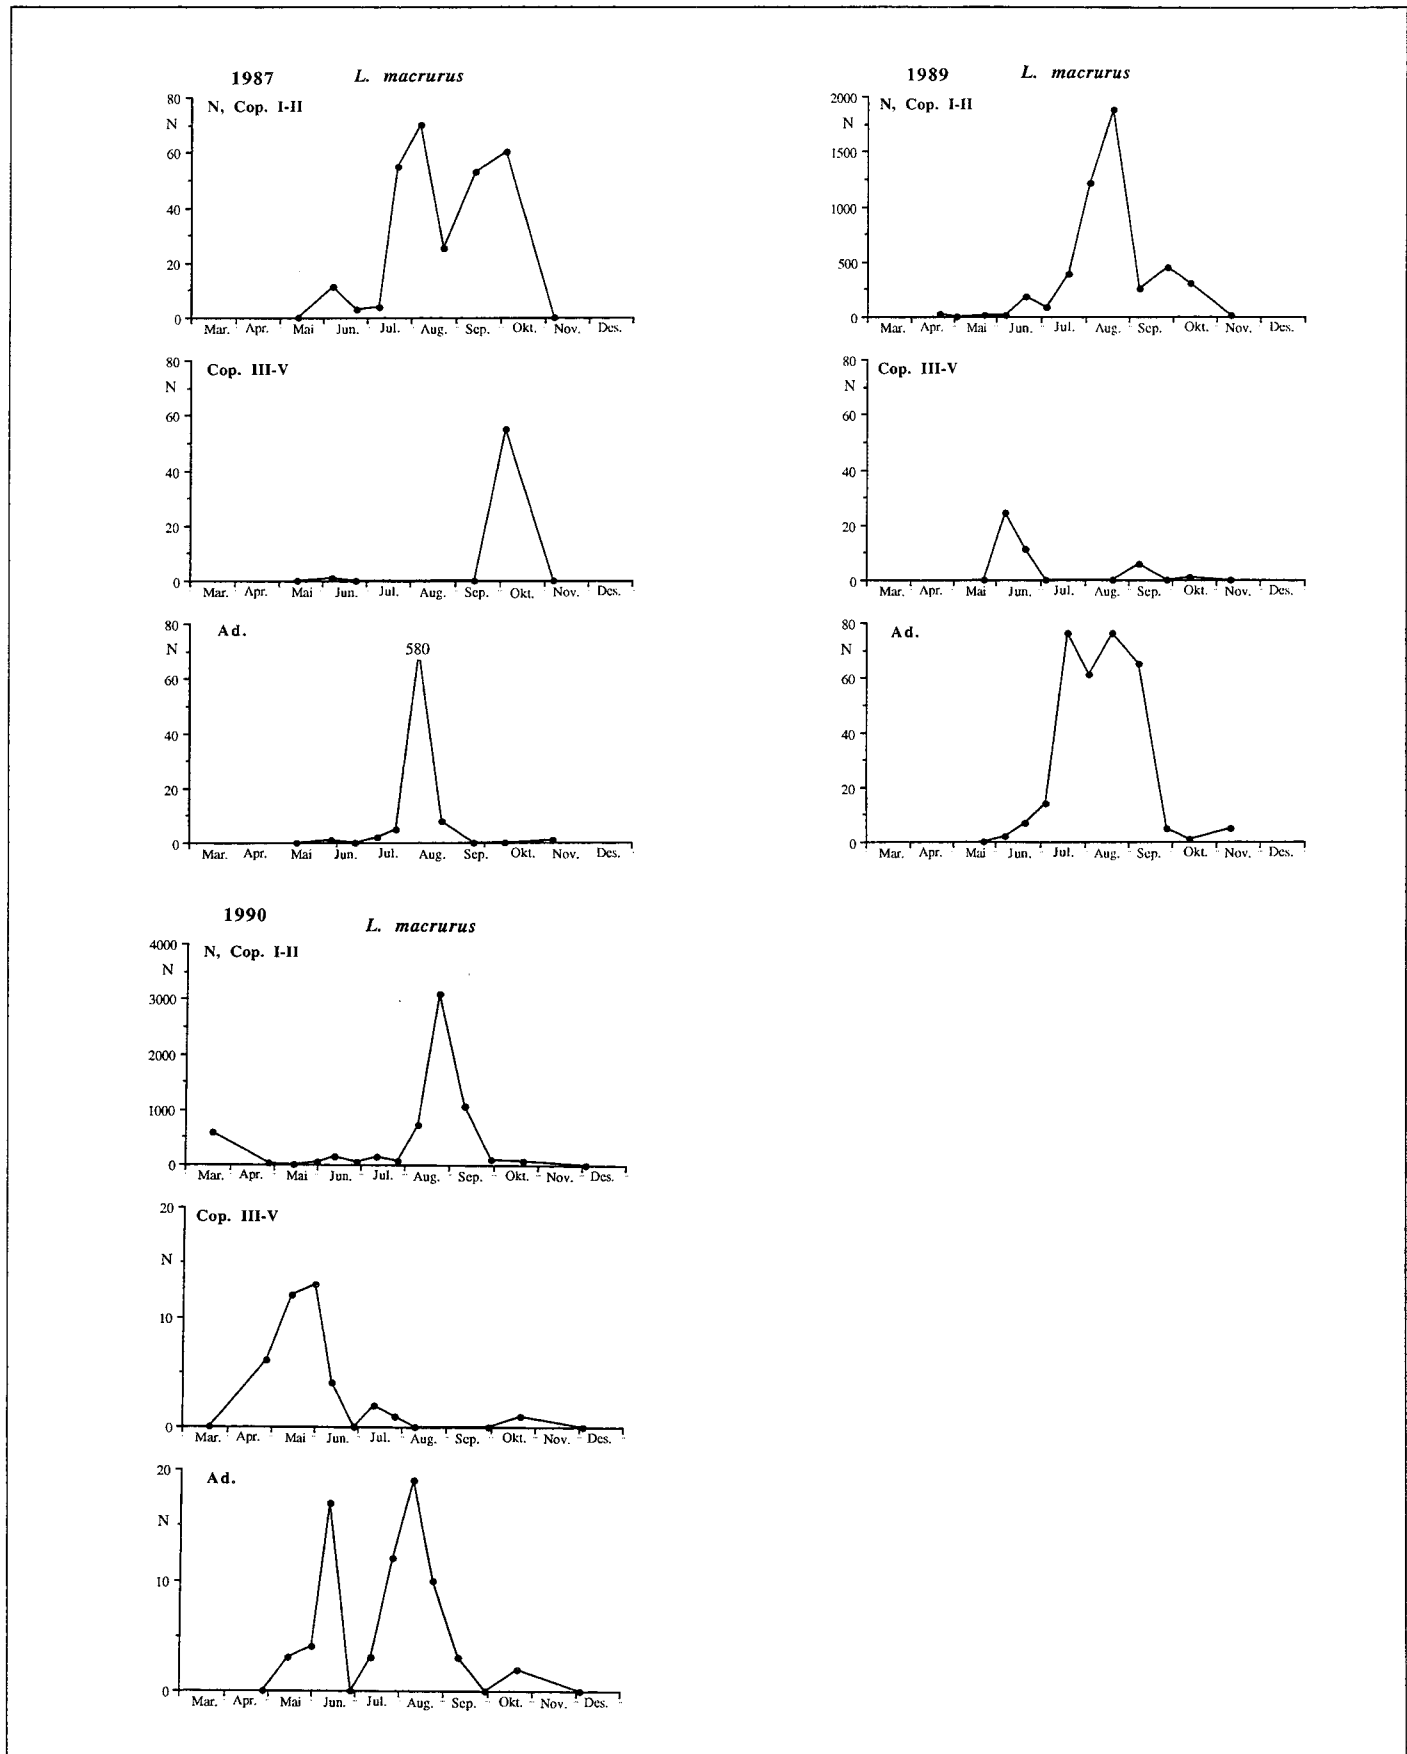 1987 L. macrurus
80 N, Cop. I-II
N
60
40
20
0
Mar. Apr. Mai Jun. Jul. Aug. Sep. Okt. Nov. Des.
80 Cop. III-V
N
60
40
20
0
Mar. Apr. Mai Jun. Jul. Aug. Sep. Okt. Nov. Des.
80 Ad.
N 580
60
40
20
0
Mar. Apr. Mai Jun. Jul. Aug. Sep. Okt. Nov. Des.
1989 L. macrurus
2000 N, Cop. I-II
N
1500
1000
500
0
Mar. Apr. Mai Jun. Jul. Aug. Sep. Okt. Nov. Des.
80 Cop. III-V
N
60
40
20
0
Mar. Apr. Mai Jun. Jul. Aug. Sep. Okt. Nov. Des.
80 Ad.
N
60
40
20
0
Mar. Apr. Mai Jun. Jul. Aug. Sep. Okt. Nov. Des.
1990 L. macrurus
4000 N, Cop. I-II
N
3000
2000
1000
0
Mar. Apr. Mai Jun. Jul. Aug. Sep. Okt. Nov. Des.
20 Cop. III-V
N
10
0
Mar. Apr. Mai Jun. Jul. Aug. Sep. Okt. Nov. Des.
20 Ad.
N
10
0
Mar. Apr. Mai Jun. Jul. Aug. Sep. Okt. Nov. Des.